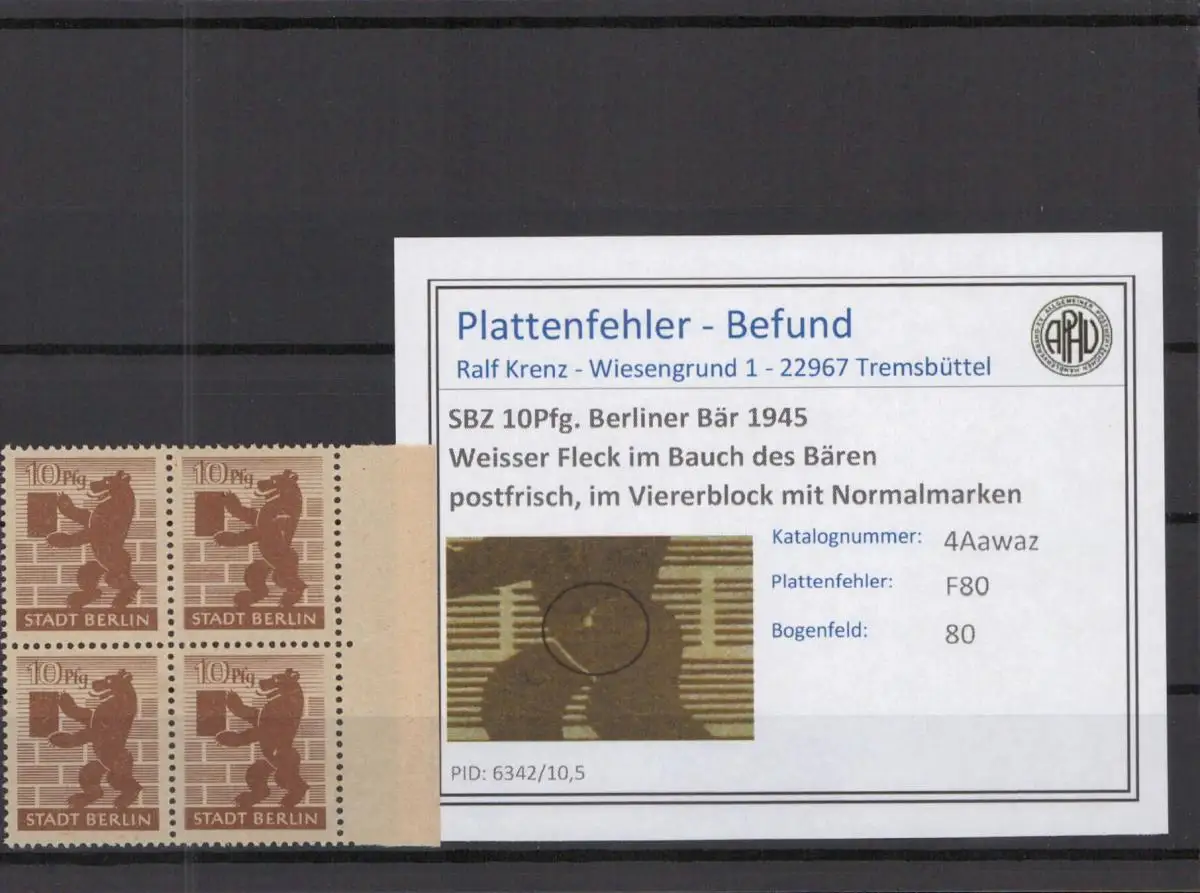 Plattenfehler - Befund
Ralf Krenz - Wiesengrund 1 - 22967 Tremsbüttel
APHV
SBZ 10Pfg. Berliner Bär 1945
Weisser Fleck im Bauch des Bären
postfrisch, im Viererblock mit Normalmarken
Katalognummer: 4Aawaz
Plattenfehler: F80
Bogenfeld: 80
PID: 6342/10,5
10 Pfg
STADT BERLIN
10 Pfg
STADT BERLIN
10 Pfg
STADT BERLIN
10 Pfg
STADT BERLIN